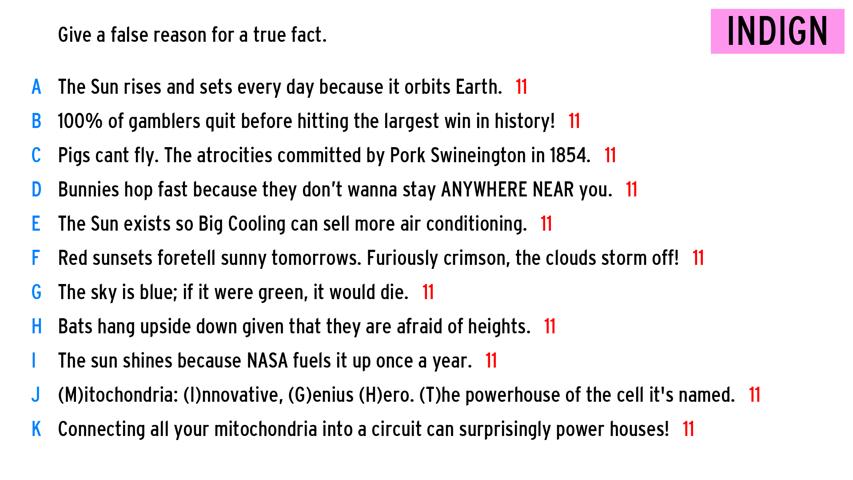 Give a false reason for a true fact.
INDIGN
A The Sun rises and sets every day because it orbits Earth. 11
B 100% of gamblers quit before hitting the largest win in history! 11
C Pigs cant fly. The atrocities committed by Pork Swineington in 1854. 11
D Bunnies hop fast because they don't wanna stay ANYWHERE NEAR you. 11
E The Sun exists so Big Cooling can sell more air conditioning. 11
F Red sunsets foretell sunny tomorrows. Furiously crimson, the clouds storm off! 11
G The sky is blue; if it were green, it would die. 11
H Bats hang upside down given that they are afraid of heights. 11
I The sun shines because NASA fuels it up once a year. 11
J (M)itochondria: (I)nnovative, (G)enius (H)ero. (T)he powerhouse of the cell it's named. 11
K Connecting all your mitochondria into a circuit can surprisingly power houses! 11